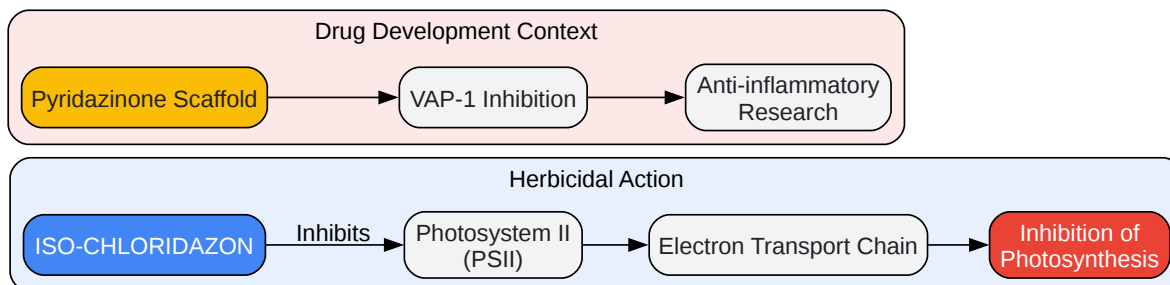 Drug Development Context
Pyridazinone Scaffold
VAP-1 Inhibition
Anti-inflammatory
Research
Herbicidal Action
ISO-CHLORIDAZON
Inhibits
Photosystem II
(PSII)
Electron Transport Chain
Inhibition of
Photosynthesis